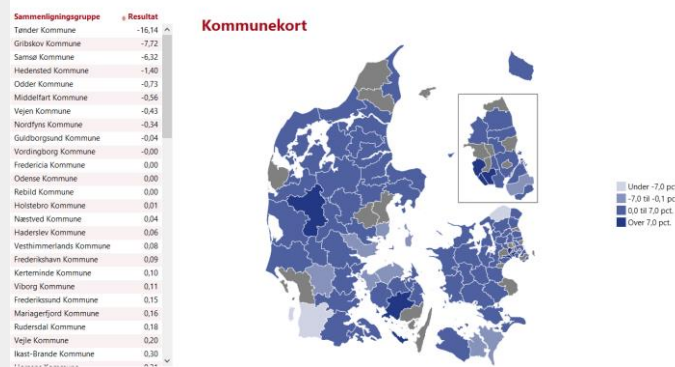 Sammenligningsgruppe Resultat
Tønder Kommune -16,14
Gribskov Kommune -7,72
Samsø Kommune -6,32
Hedensted Kommune -1,40
Odder Kommune -0,73
Middelfart Kommune -0,56
Vejen Kommune -0,43
Nordfyns Kommune -0,34
Guldborgsund Kommune -0,04
Vordingborg Kommune -0,00
Fredericia Kommune 0,00
Odense Kommune 0,00
Rebild Kommune 0,00
Holstebro Kommune 0,01
Næstved Kommune 0,04
Haderslev Kommune 0,06
Vesthimmerlands Kommune 0,08
Frederikshavn Kommune 0,09
Kerteminde Kommune 0,10
Viborg Kommune 0,11
Frederikssund Kommune 0,15
Mariagerfjord Kommune 0,16
Rudersdal Kommune 0,18
Vejle Kommune 0,20
Ikast-Brande Kommune 0,30
Kommunekort
Under -7,0 pc
-7,0 til -0,1 pc
0,0 til 7,0 pct.
Over 7,0 pct.